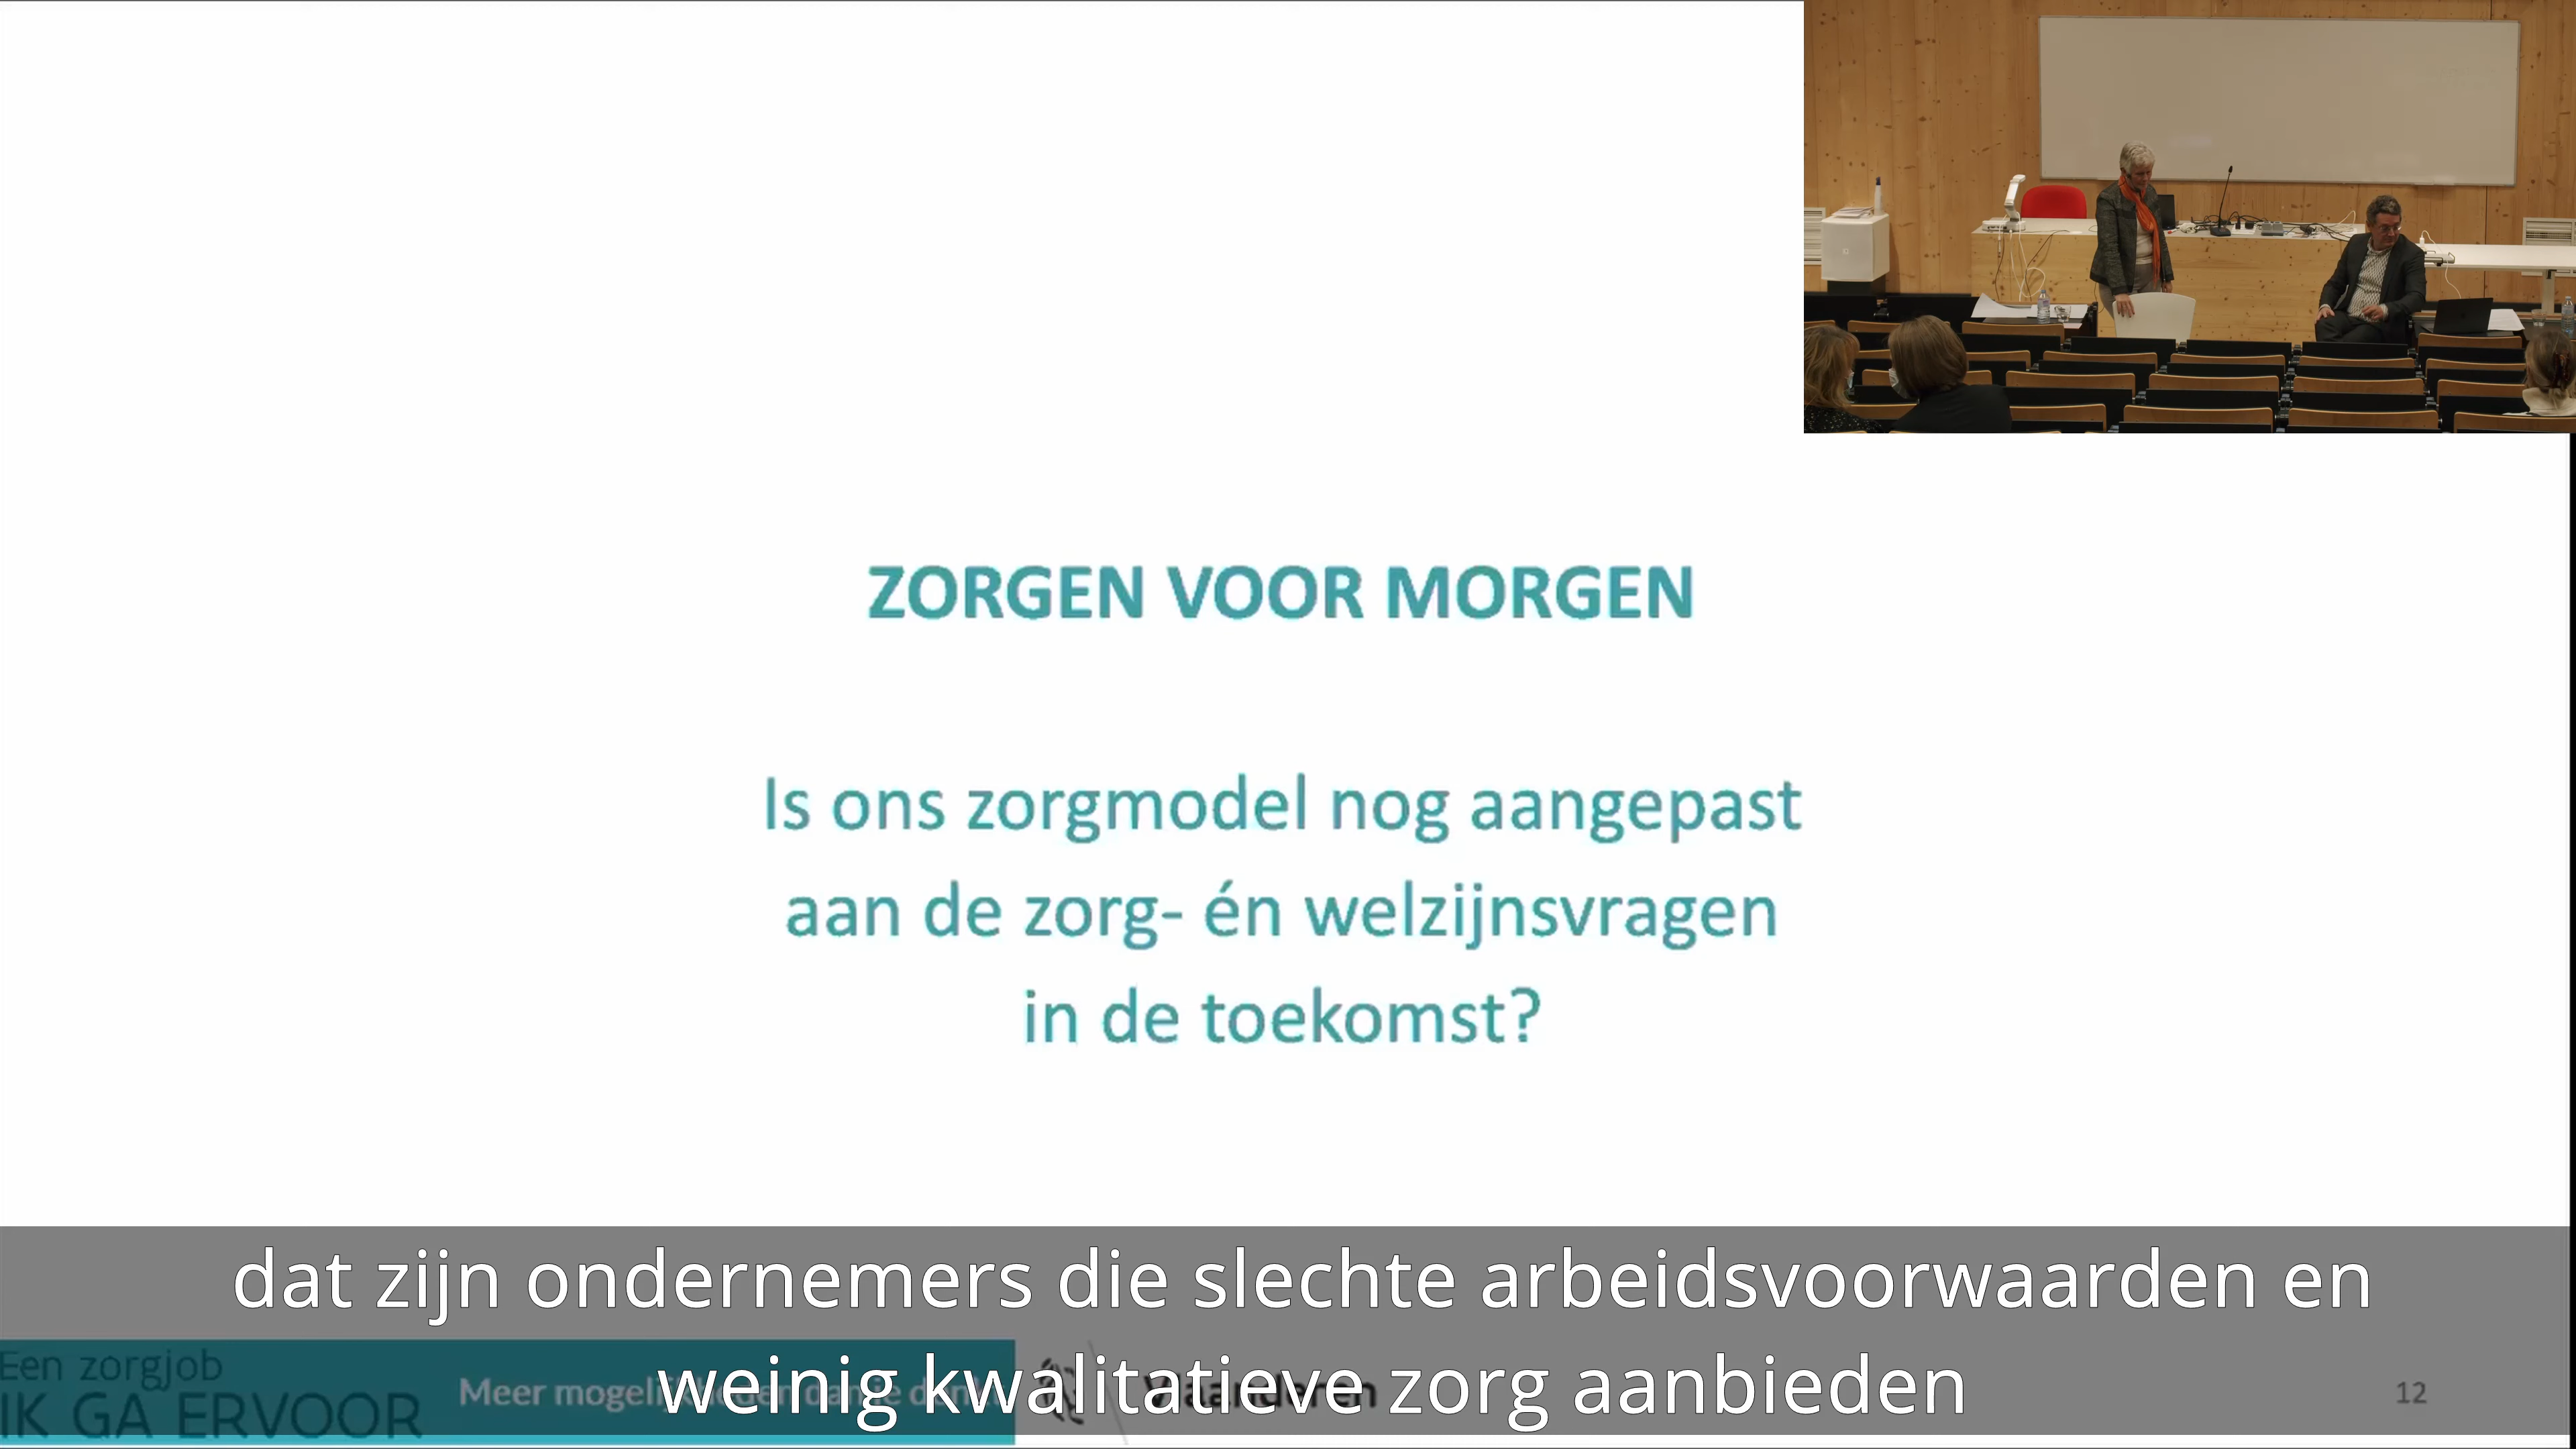 ZORGEN VOOR MORGEN
Is ons zorgmodel nog aangepast
aan de zorg- én welzijnsvragen
in de toekomst?
dat zijn ondernemers die slechte arbeidsvoorwaarden en
weinig kwalitatieve zorg aanbieden
Een zorgjob
IK GA ERVOOR
Meer
Vlaanderen
12